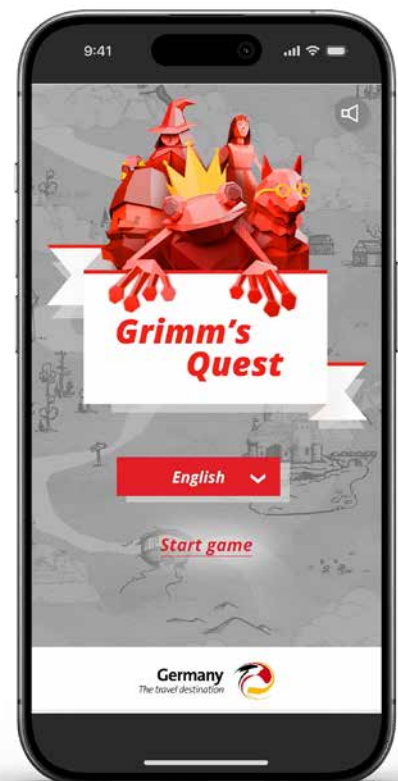 9:41
Grimm's
Quest
English
Start game
Germany
The travel destination